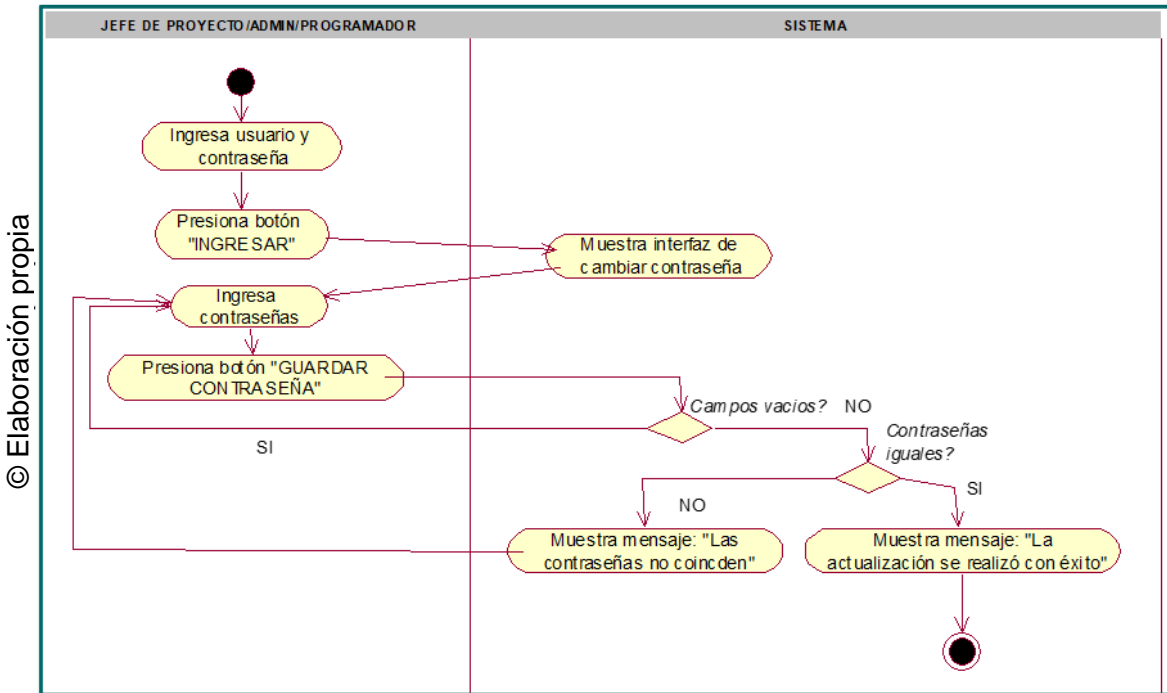 JEFE DE PROYECTO/ADMIN/PROGRAMADOR
SISTEMA
Ingresa usuario y
contraseña
Presiona botón
"INGRESAR"
Muestra interfaz de
cambiar contraseña
Ingresa
contraseñas
Presiona botón "GUARDAR
CONTRASEÑA"
Campos vacios?
NO
SI
Contraseñas
iguales?
NO
SI
Muestra mensaje: "Las
contraseñas no coincden"
Muestra mensaje: "La
actualización se realizó con éxito"
© Elaboración propia